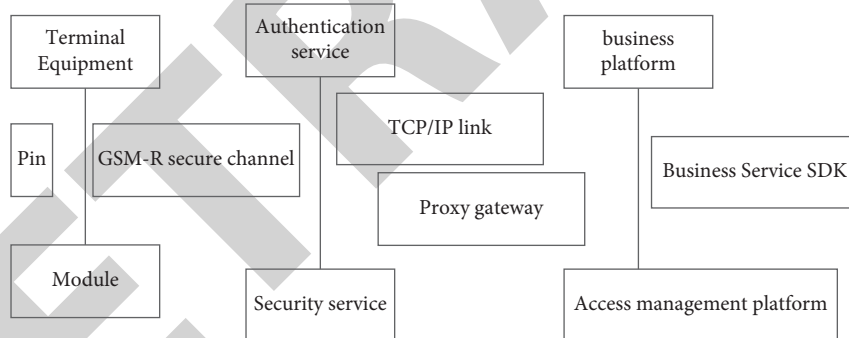 Terminal
Equipment
Authentication
service
business
platform
TCP/IP link
Pin
GSM-R secure channel
Business Service SDK
Proxy gateway
Module
Security service
Access management platform